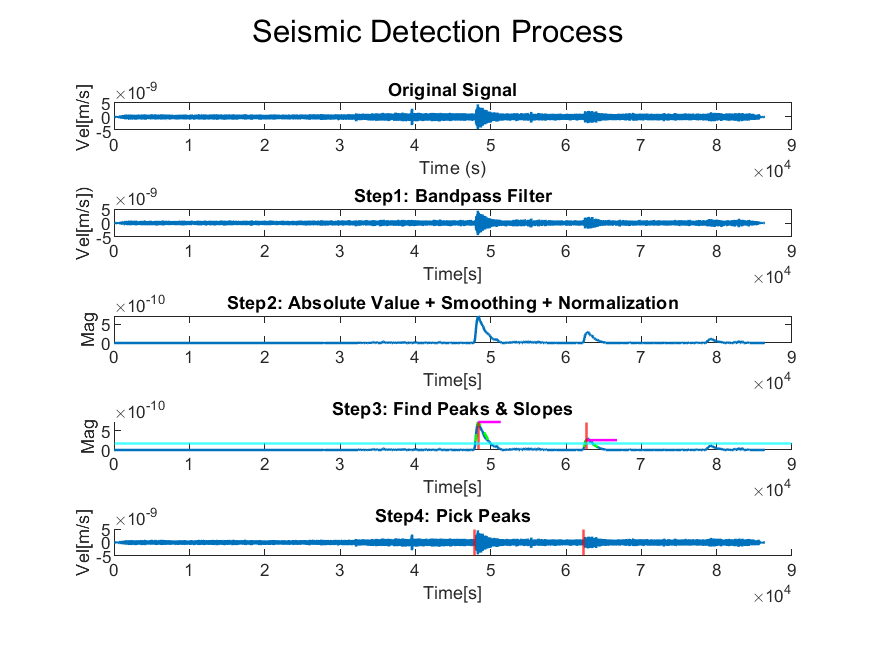 Seismic Detection Process
Original Signal
×10^-9
Vel[m/s]
5
0
-5
0 1 2 3 4 5 6 7 8 9
Time (s)
×10^4
Step1: Bandpass Filter
×10^-9
Vel[m/s])
5
0
-5
0 1 2 3 4 5 6 7 8 9
Time[s]
×10^4
Step2: Absolute Value + Smoothing + Normalization
×10^-10
Mag
5
0
0 1 2 3 4 5 6 7 8 9
Time[s]
×10^4
Step3: Find Peaks & Slopes
×10^-10
Mag
5
0
0 1 2 3 4 5 6 7 8 9
Time[s]
×10^4
Step4: Pick Peaks
×10^-9
Vel[m/s]
5
0
-5
0 1 2 3 4 5 6 7 8 9
Time[s]
×10^4